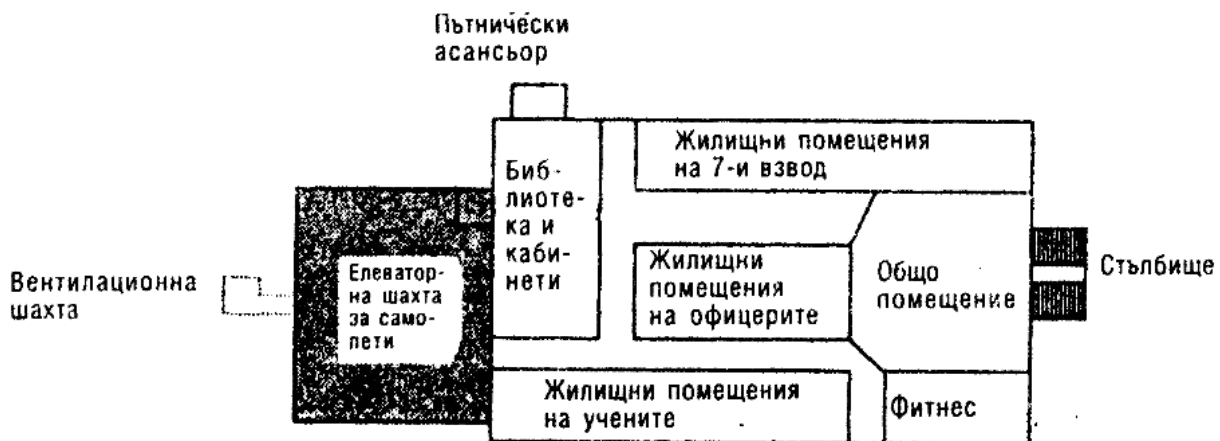 Пътнически
асансьор
Жилищни помещения
на 7-и взвод
Биб-
лиоте-
ка и
каби-
нети
Вентилационна
шахта
Елеватор-
на шахта
за само-
лети
Жилищни
помещения
на офицерите
Общо
помещение
Стълбище
Жилищни помещения
на учените
Фитнес